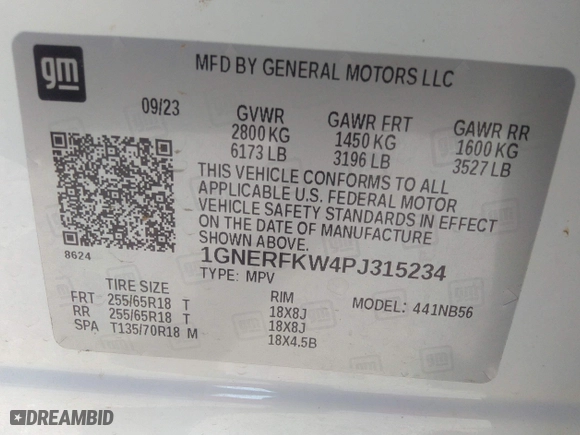 gm
MFD BY GENERAL MOTORS LLC
09/23 GVWR GAWR FRT GAWR RR
2800 KG 1450 KG 1600 KG
6173 LB 3196 LB 3527 LB
THIS VEHICLE CONFORMS TO ALL
APPLICABLE U.S. FEDERAL MOTOR
VEHICLE SAFETY STANDARDS IN EFFECT
ON THE DATE OF MANUFACTURE
SHOWN ABOVE.
8624 1GNERFKW4PJ315234
TYPE: MPV
TIRE SIZE RIM MODEL: 441NB56
FRT 255/65R18 T 18X8J
RR 255/65R18 T 18X8J
SPA T135/70R18 M 18X4.5B
DREAMBID